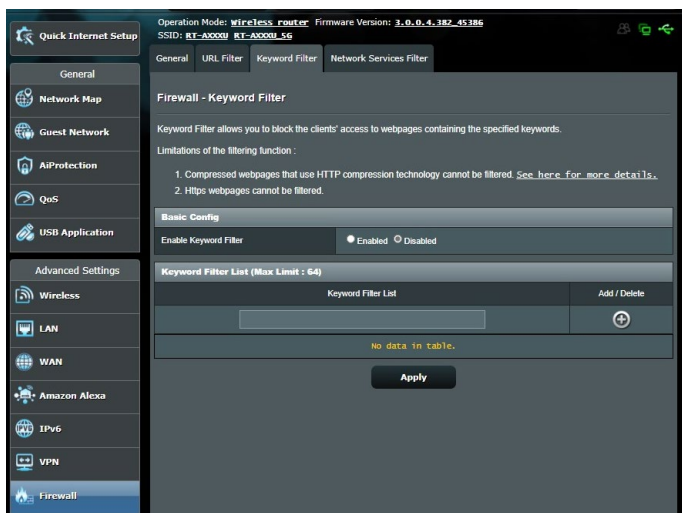 Quick Internet Setup
General
Network Map
Guest Network
AiProtection
QoS
USB Application
Advanced Settings
Wireless
LAN
WAN
Amazon Alexa
IPv6
VPN
Firewall
Operation Mode: Wireless router Firmware Version: 3.0.0.4.382_45386
SSID: RT-AXXXU RT-AXXXU_5G
General URL Filter Keyword Filter Network Services Filter
Firewall - Keyword Filter
Keyword Filter allows you to block the clients' access to webpages containing the specified keywords.
Limitations of the filtering function :
1. Compressed webpages that use HTTP compression technology cannot be filtered. See here for more details.
2. Https webpages cannot be filtered.
Basic Config
Enable Keyword Filter Enabled Disabled
Keyword Filter List (Max Limit : 64)
Keyword Filter List Add / Delete
No data in table.
Apply